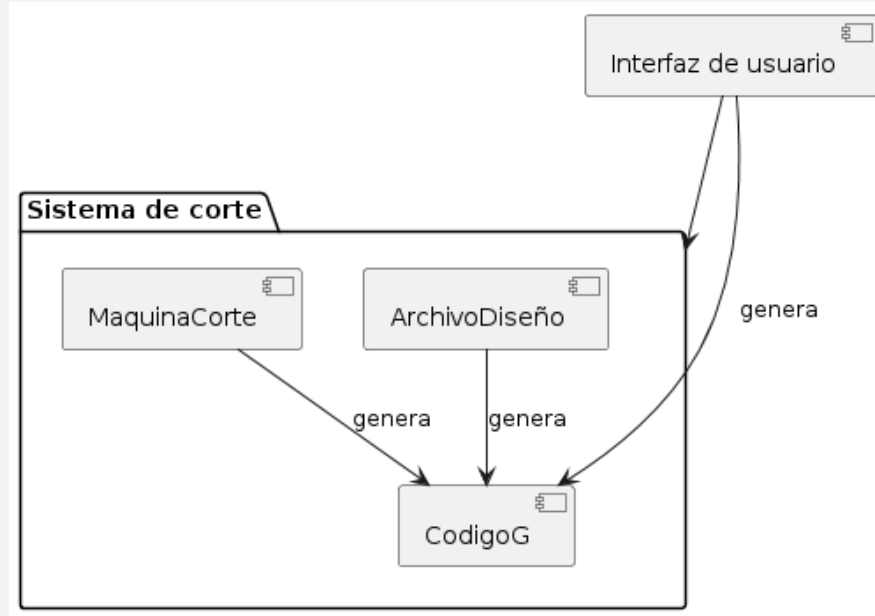 Interfaz de usuario
Sistema de corte
MaquinaCorte
ArchivoDiseño
genera
genera
genera
CodigoG